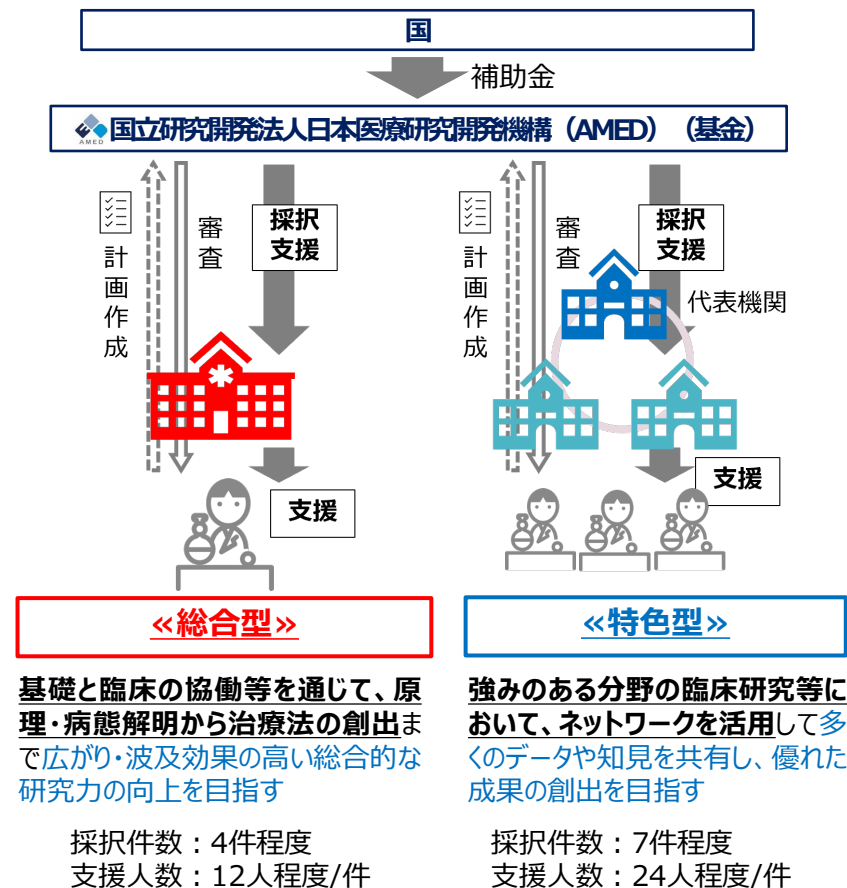 国
補助金
AMED
国立研究開発法人日本医療研究開発機構（AMED）（基金）
計画作成
審査
採択
支援
支援
計画作成
審査
採択
支援
代表機関
支援
≪総合型≫
基礎と臨床の協働等を通じて、原
理・病態解明から治療法の創出ま
で広がり・波及効果の高い総合的な
研究力の向上を目指す
採択件数：4件程度
支援人数：12人程度/件
≪特色型≫
強みのある分野の臨床研究等に
おいて、ネットワークを活用して多
くのデータや知見を共有し、優れた
成果の創出を目指す
採択件数：7件程度
支援人数：24人程度/件